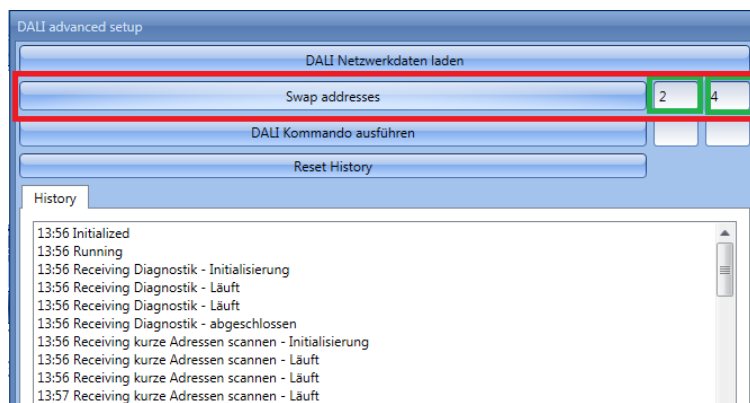 DALI advanced setup
DALI Netzwerkdaten laden
Swap addresses 2 4
DALI Kommando ausführen
Reset History
History
13:56 Initialized
13:56 Running
13:56 Receiving Diagnostik - Initialisierung
13:56 Receiving Diagnostik - Läuft
13:56 Receiving Diagnostik - Läuft
13:56 Receiving Diagnostik - abgeschlossen
13:56 Receiving kurze Adressen scannen - Initialisierung
13:56 Receiving kurze Adressen scannen - Läuft
13:56 Receiving kurze Adressen scannen - Läuft
13:57 Receiving kurze Adressen scannen - Läuft